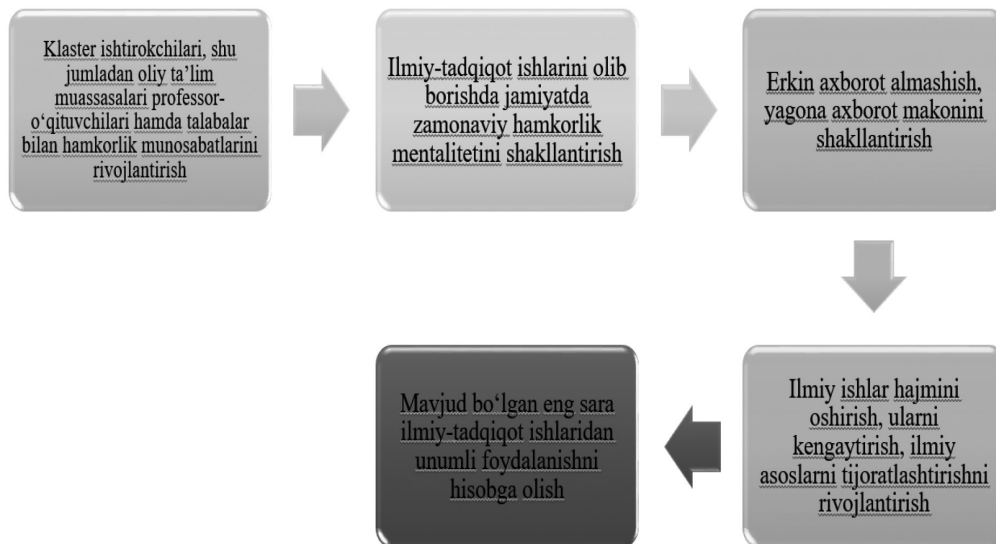 Klaster ishtirokchilari, shu
jumladan oliy ta’lim
muassasalari professor-
o‘qituvchilari hamda talabalar
bilan hamkorlik munosabatlarini
rivojlantirish
Ilmiy-tadqiqot ishlarini olib
borishda jamiyatda
zamonaviy hamkorlik
mentalitetini shakllantirish
Erkin axborot almashish,
yagona axborot makonini
shakllantirish
Ilmiy ishlar hajmini
oshirish, ularni
kengaytirish, ilmiy
asoslarni tijoratlashtirishni
rivojlantirish
Mavjud bo‘lgan eng sara
ilmiy-tadqiqot ishlaridan
unumli foydalanishni
hisobga olish